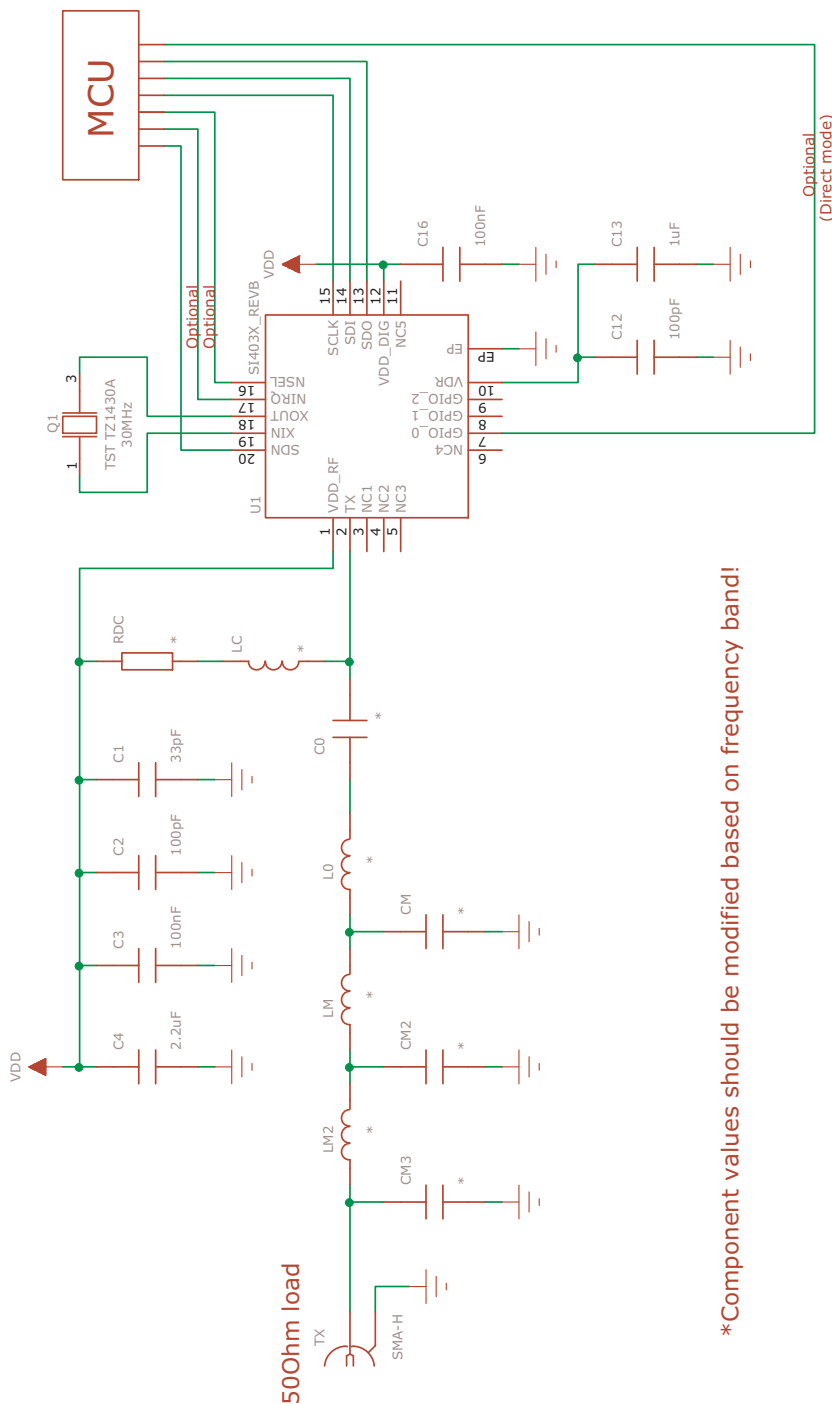 MCU
Optional
(Direct mode)
VDD
C16
100nF
C13
1uF
C12
100pF
Optional
Optional
Q1
1
3
TST TZ1430A
30MHz
SI403X_REVB
U1
SCLK
15
SDI
14
SDO
13
VDD_DIG
12
NC5
11
EP
EP
VDR
10
GPIO_2
9
GPIO_1
8
GPIO_0
7
NC4
6
NSEL
16
NIRQ
17
XOUT
18
XIN
19
SDN
20
VDD_RF
1
TX
2
NC1
3
NC2
4
NC3
5
RDC
*
LC
*
C0
*
C1
33pF
C2
100pF
C3
100nF
C4
2.2uF
VDD
L0
*
CM
*
LM
*
CM2
*
LM2
*
CM3
*
50Ohm load
TX
SMA-H
*Component values should be modified based on frequency band!